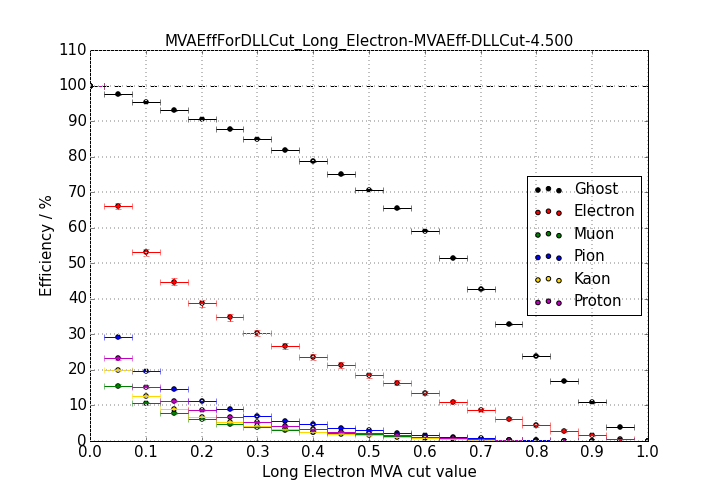 MVAEffForDLLCut_Long_Electron-MVAEff-DLLCut-4.500
110
100
90
80
70
60
50
40
30
20
10
0
Efficiency / %
Ghost
Electron
Muon
Pion
Kaon
Proton
0.0 0.1 0.2 0.3 0.4 0.5 0.6 0.7 0.8 0.9 1.0
Long Electron MVA cut value